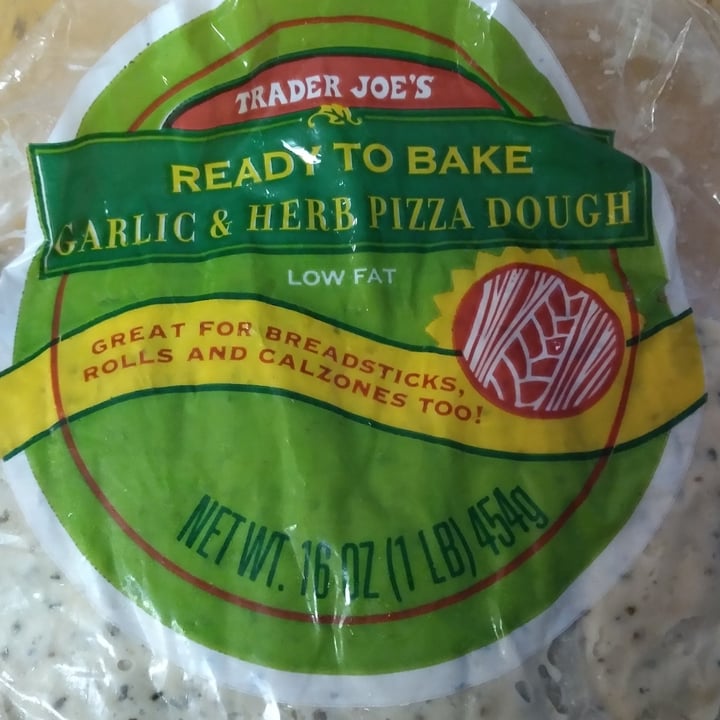 TRADER JOE'S
READY TO BAKE
GARLIC & HERB PIZZA DOUGH
LOW FAT
GREAT FOR BREADSTICKS,
ROLLS AND CALZONES TOO!
NET WT. 16 OZ (1 LB) 454g